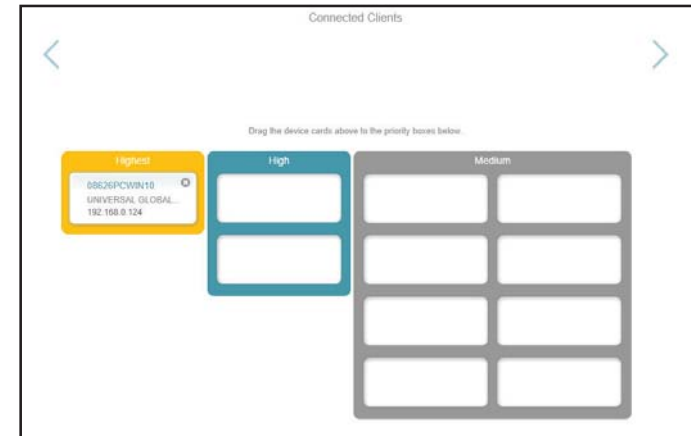 Connected Clients
Drag the device cards above to the priority boxes below.
Highest
High
Medium
08626PCWIN10
UNIVERSAL GLOBAL...
192.168.0.124